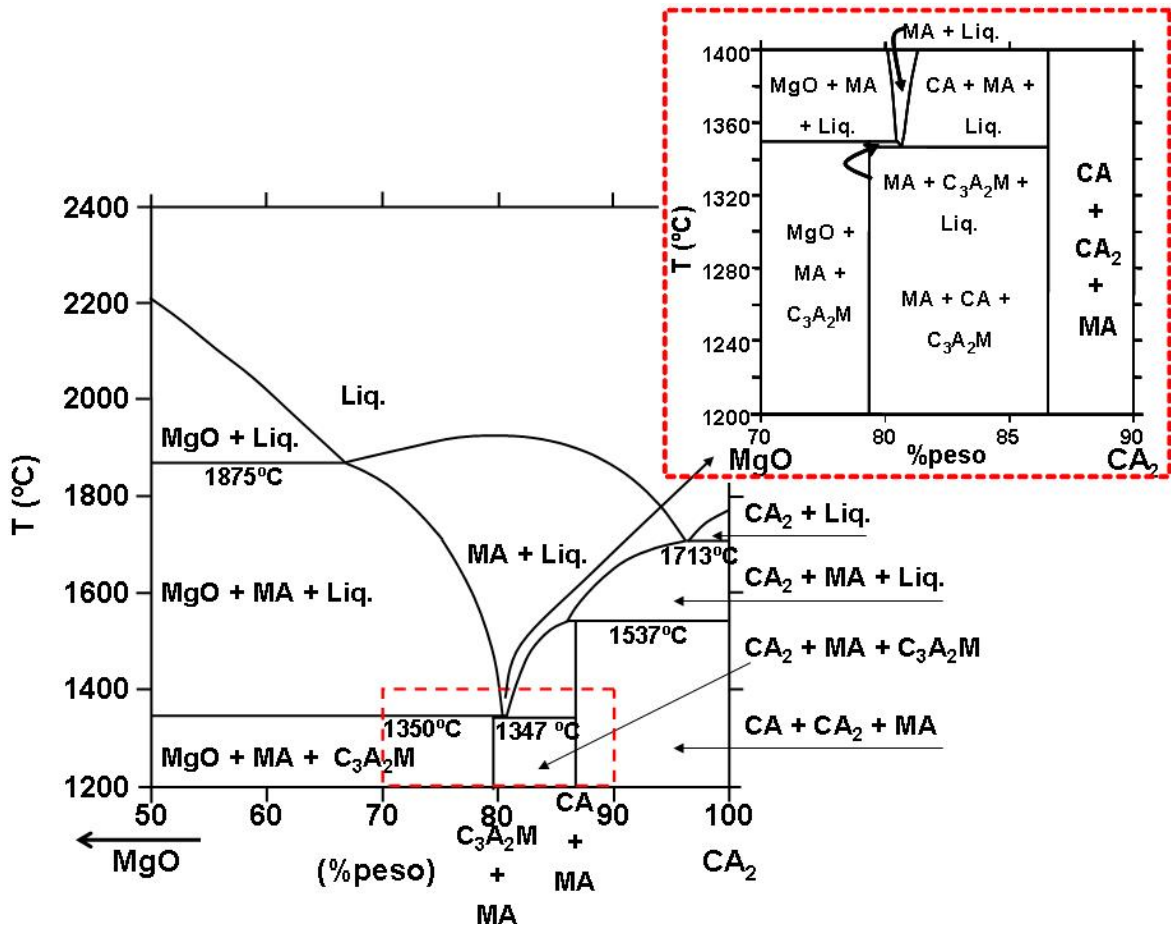 MA + Liq.
1400
MgO + MA
+ Liq.
CA + MA +
Liq.
1360
1320
1280
1240
1200
T (ºC)
MA + C₃A₂M +
Liq.
MgO +
MA +
C₃A₂M
MA + CA +
C₃A₂M
CA
+
CA₂
+
MA
70
80
85
90
MgO
%peso
CA₂
2400
2200
2000
1800
1600
1400
1200
T (ºC)
Liq.
MgO + Liq.
1875ºC
MA + Liq.
1713ºC
CA₂ + Liq.
MgO + MA + Liq.
CA₂ + MA + Liq.
1537ºC
CA₂ + MA + C₃A₂M
1350ºC
1347 ºC
CA + CA₂ + MA
MgO + MA + C₃A₂M
50
60
70
80
90
100
MgO
(%peso)
C₃A₂M
+
MA
CA
+
MA
CA₂